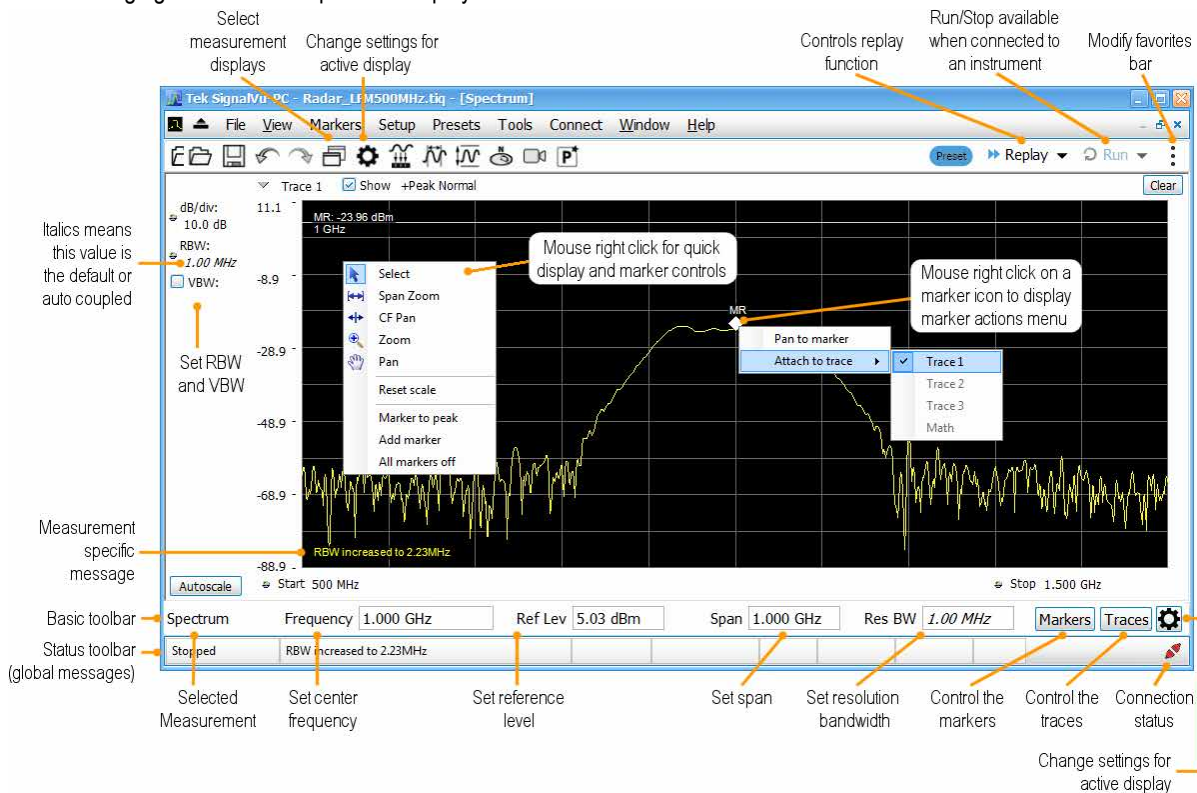 Select
measurement
displays
Change settings for
active display
Controls replay
function
Run/Stop available
when connected to
an instrument
Modify favorites
bar
Tek SignalVu-PC - Radar_LFM500MHz.tiq - [Spectrum]
File View Markers Setup Presets Tools Connect Window Help
Preset Replay Run
Trace 1 Show +Peak Normal Clear
dB/div:
10.0 dB
RBW:
1.00 MHz
VBW:
Italics means
this value is
the default or
auto coupled
Set RBW
and VBW
11.1
-8.9
-28.9
-48.9
-68.9
-88.9
MR: -23.96 dBm
1 GHz
Mouse right click for quick
display and marker controls
Select
Span Zoom
CF Pan
Zoom
Pan
Reset scale
Marker to peak
Add marker
All markers off
Mouse right click on a
marker icon to display
marker actions menu
MR
Pan to marker
Attach to trace
Trace 1
Trace 2
Trace 3
Math
Measurement
specific
message
RBW increased to 2.23MHz
Autoscale Start 500 MHz Stop 1.500 GHz
Basic toolbar
Spectrum Frequency 1.000 GHz Ref Lev 5.03 dBm Span 1.000 GHz Res BW 1.00 MHz Markers Traces
Status toolbar
(global messages)
Stopped RBW increased to 2.23MHz
Selected
Measurement
Set center
frequency
Set reference
level
Set span
Set resolution
bandwidth
Control the
markers
Control the
traces
Connection
status
Change settings for
active display